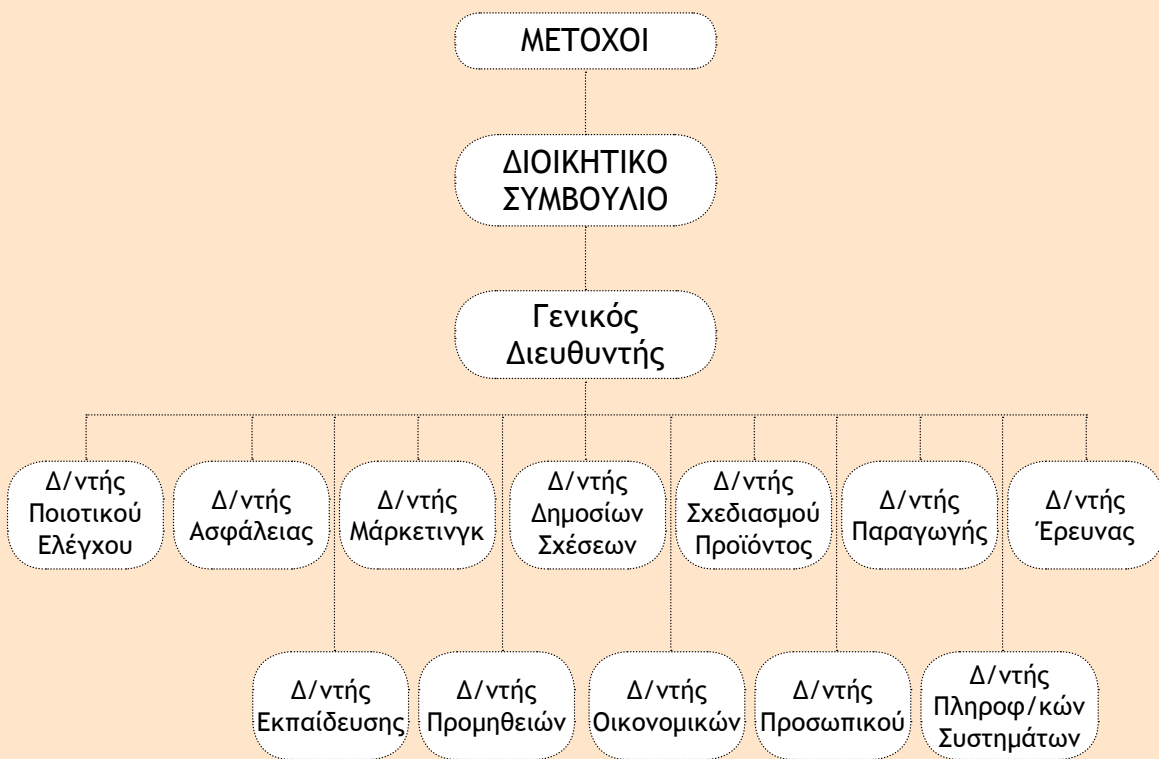 ΜΕΤΟΧΟΙ
ΔΙΟΙΚΗΤΙΚΟ
ΣΥΜΒΟΥΛΙΟ
Γενικός
Διευθυντής
Δ/ντής
Ποιοτικού
Ελέγχου
Δ/ντής
Ασφάλειας
Δ/ντής
Μάρκετινγκ
Δ/ντής
Δημοσίων
Σχέσεων
Δ/ντής
Σχεδιασμού
Προϊόντος
Δ/ντής
Παραγωγής
Δ/ντής
Έρευνας
Δ/ντής
Εκπαίδευσης
Δ/ντής
Προμηθειών
Δ/ντής
Οικονομικών
Δ/ντής
Προσωπικού
Δ/ντής
Πληροφ/κών
Συστημάτων